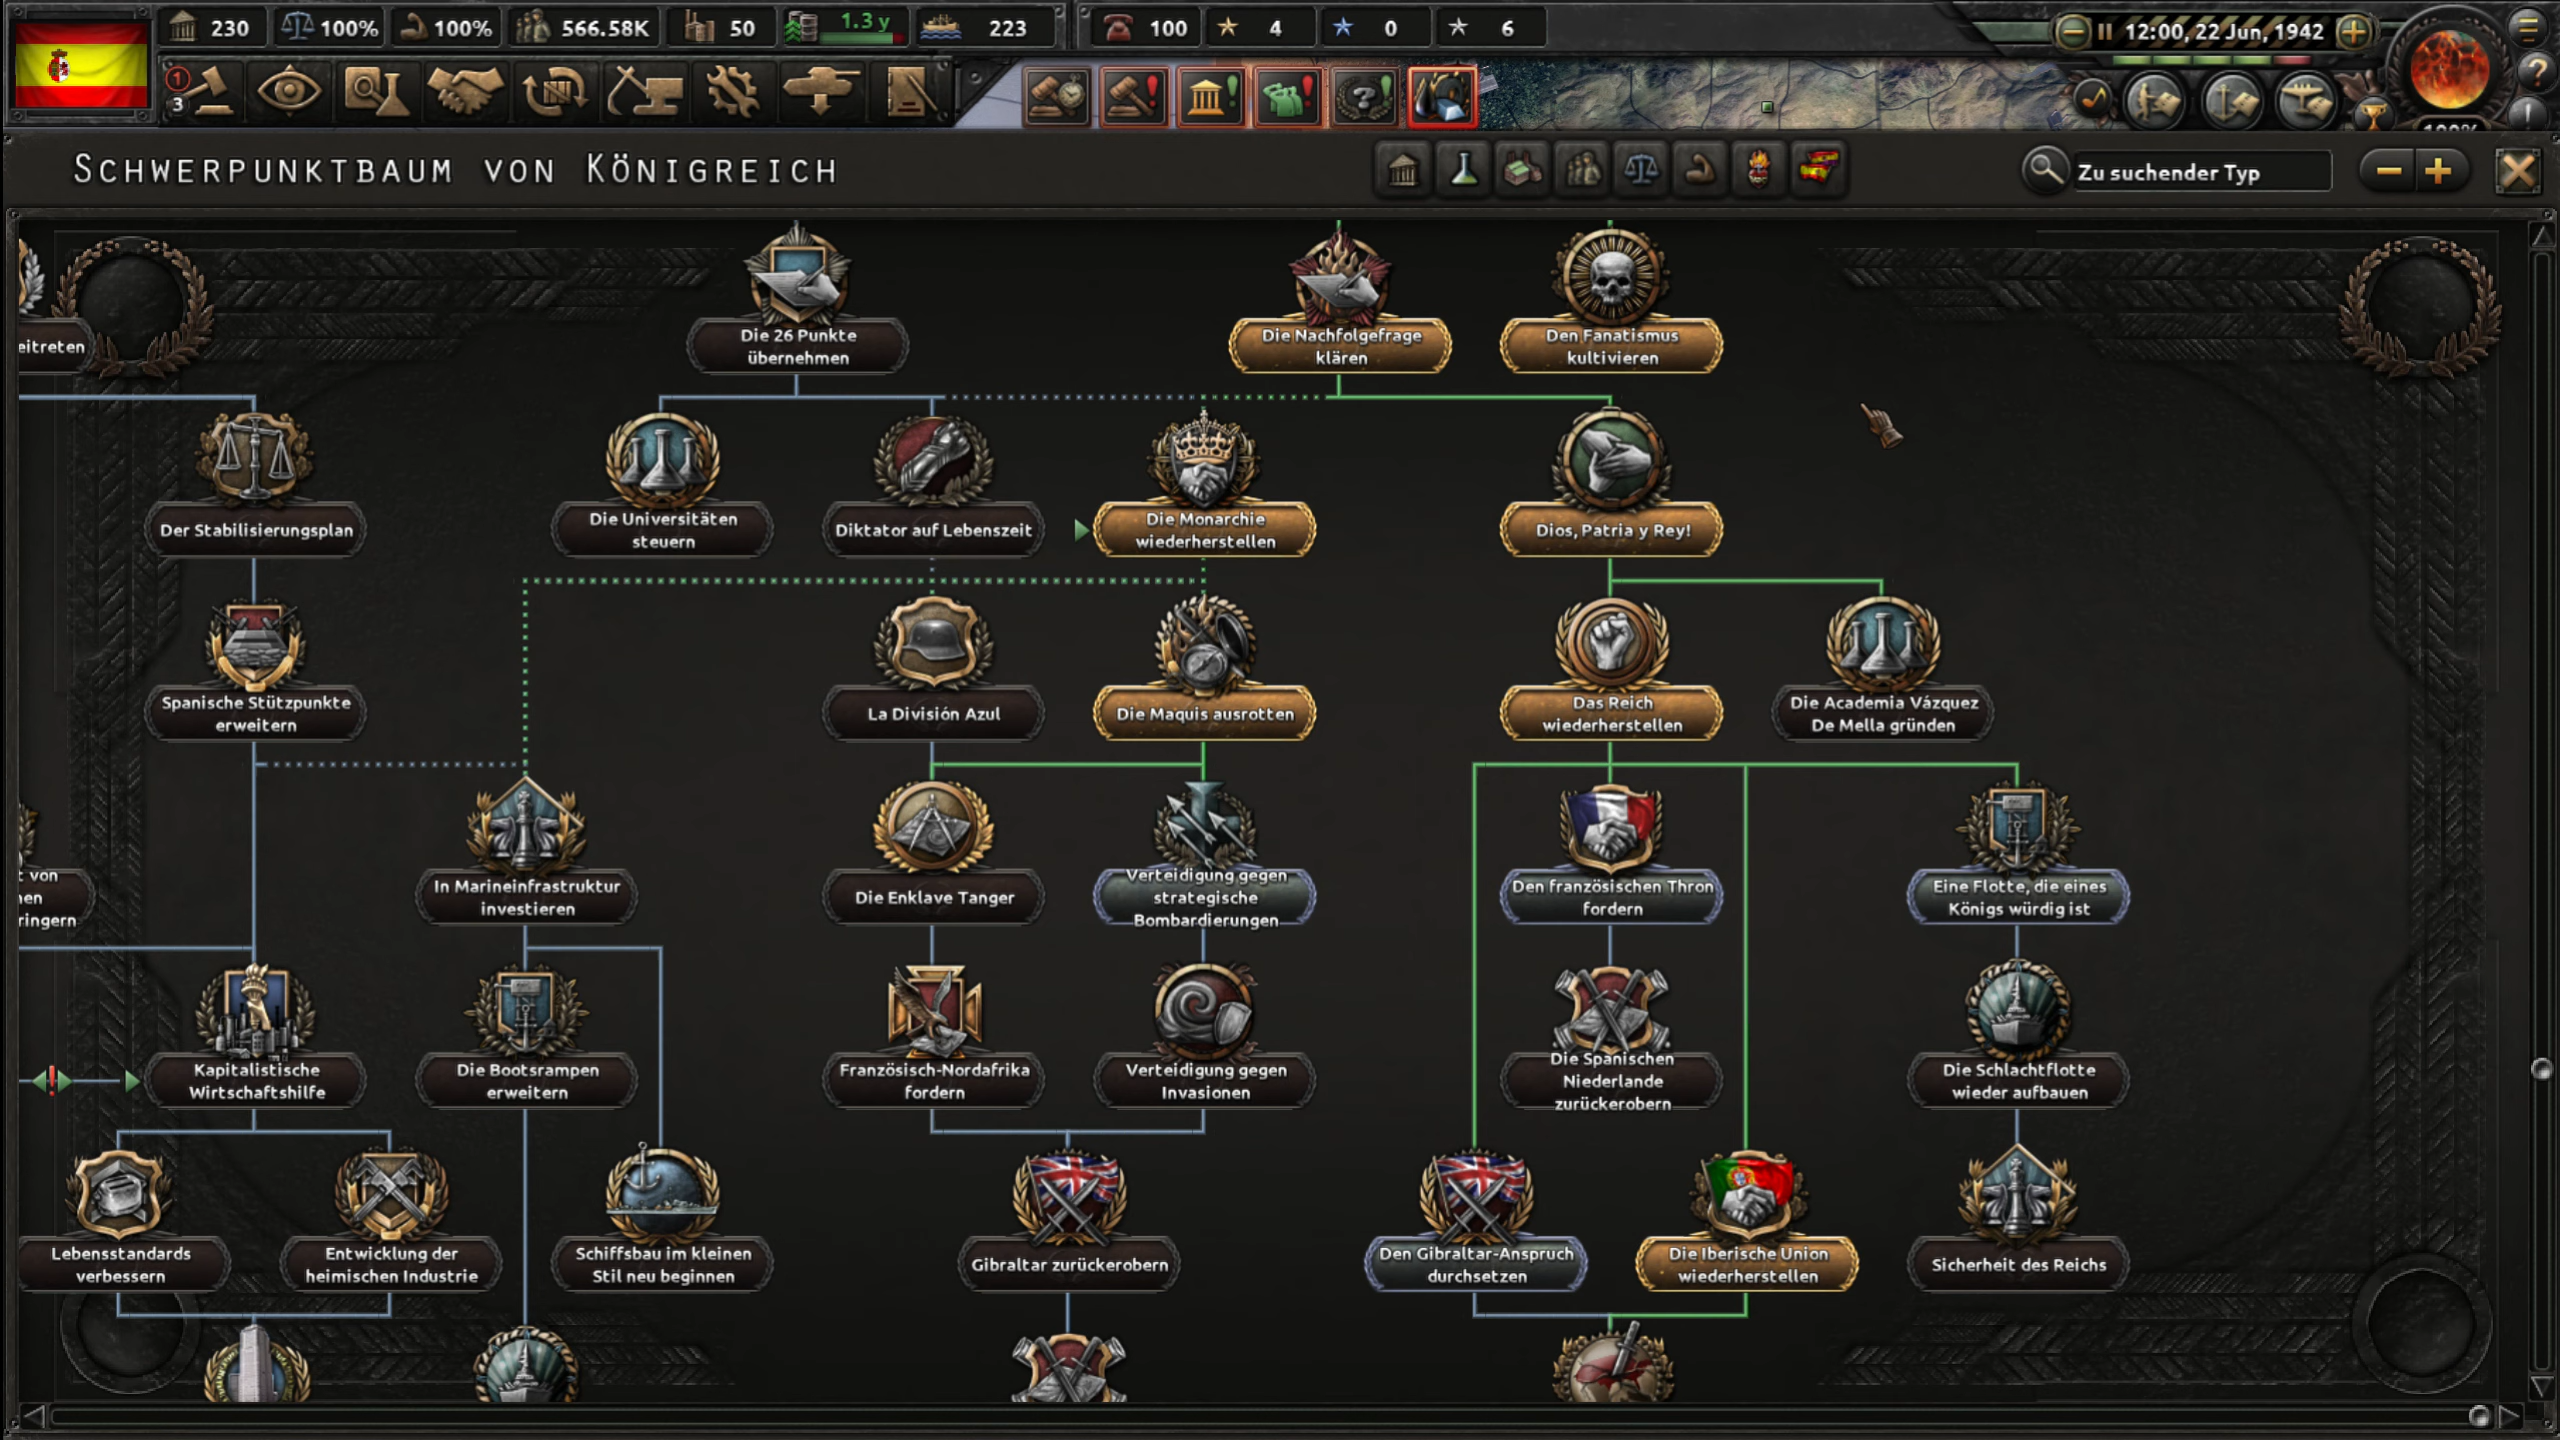 230
100%
100%
566.58K
50
1.3 y
223
100
4
0
6
12:00, 22 Jun, 1942
1
3
Schwerpunktbaum von Königreich
Zu suchender Typ
eitreten
Die 26 Punkte
übernehmen
Die Nachfolgefrage
klären
Den Fanatismus
kultivieren
Der Stabilisierungsplan
Die Universitäten
steuern
Diktator auf Lebenszeit
Die Monarchie
wiederherstellen
Dios, Patria y Rey!
Spanische Stützpunkte
erweitern
La División Azul
Die Maquis ausrotten
Das Reich
wiederherstellen
Die Academia Vázquez
De Mella gründen
von
ringern
In Marineinfrastruktur
investieren
Die Enklave Tanger
Verteidigung gegen
strategische
Bombardierungen
Den französischen Thron
fordern
Eine Flotte, die eines
Königs würdig ist
Kapitalistische
Wirtschaftshilfe
Die Bootsrampen
erweitern
Französisch-Nordafrika
fordern
Verteidigung gegen
Invasionen
Die Spanischen
Niederlande
zurückerobern
Die Schlachtflotte
wieder aufbauen
Lebensstandards
verbessern
Entwicklung der
heimischen Industrie
Schiffsbau im kleinen
Stil neu beginnen
Gibraltar zurückerobern
Den Gibraltar-Anspruch
durchsetzen
Die Iberische Union
wiederherstellen
Sicherheit des Reichs